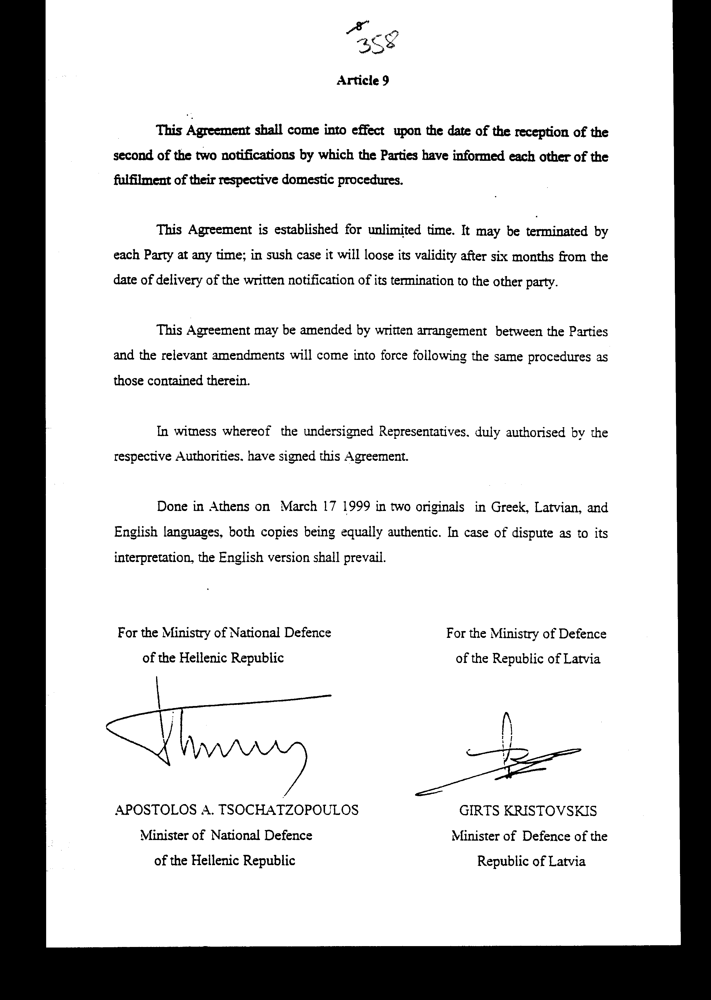 8
358
Article 9
This Agreement shall come into effect upon the date of the reception of the
second of the two notifications by which the Parties have informed each other of the
fulfilment of their respective domestic procedures.
This Agreement is established for unlimited time. It may be terminated by
each Party at any time; in sush case it will loose its validity after six months from the
date of delivery of the written notification of its termination to the other party.
This Agreement may be amended by written arrangement between the Parties
and the relevant amendments will come into force following the same procedures as
those contained therein.
In witness whereof the undersigned Representatives, duly authorised by the
respective Authorities, have signed this Agreement.
Done in Athens on March 17 1999 in two originals in Greek, Latvian, and
English languages, both copies being equally authentic. In case of dispute as to its
interpretation, the English version shall prevail.
For the Ministry of National Defence
of the Hellenic Republic
For the Ministry of Defence
of the Republic of Latvia
APOSTOLOS A. TSOCHATZOPOULOS
Minister of National Defence
of the Hellenic Republic
GIRTS KRISTOVSKIS
Minister of Defence of the
Republic of Latvia